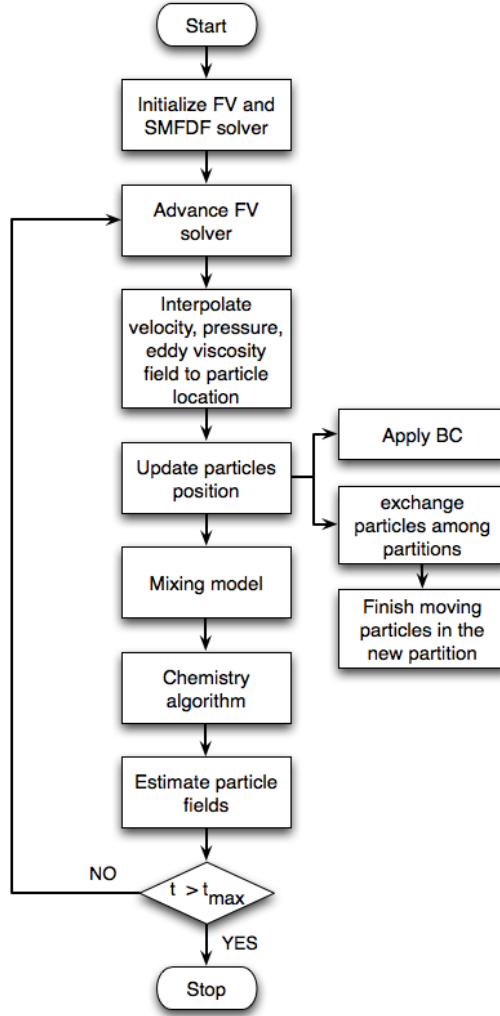 Start
Initialize FV and
SMFDF solver
Advance FV
solver
Interpolate
velocity, pressure,
eddy viscosity
field to particle
location
Update particles
position
Apply BC
exchange
particles among
partitions
Finish moving
particles in the
new partition
Mixing model
Chemistry
algorithm
Estimate particle
fields
NO
t > tmax
YES
Stop